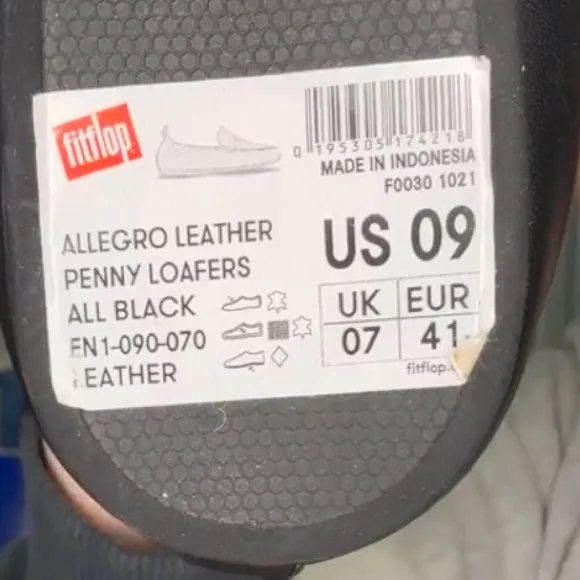 fitflop
0 195305 174218
MADE IN INDONESIA
F0030 1021
ALLEGRO LEATHER
PENNY LOAFERS
ALL BLACK
EN1-090-070
LEATHER
US 09
UK EUR
07 41
fitflop.